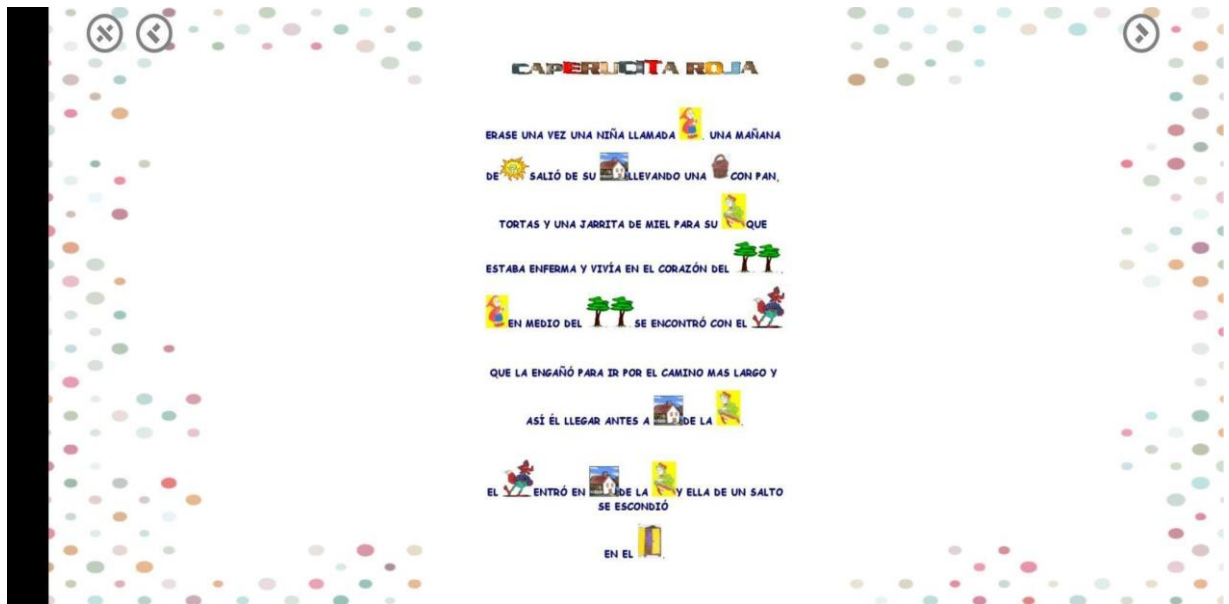 CAPERUCITA ROJA
ERASE UNA VEZ UNA NIÑA LLAMADA . UNA MAÑANA
DE SALIÓ DE SU LLEVANDO UNA CON PAN,
TORTAS Y UNA JARRITA DE MIEL PARA SU QUE
ESTABA ENFERMA Y VIVÍA EN EL CORAZÓN DEL .
EN MEDIO DEL SE ENCONTRÓ CON EL
QUE LA ENGAÑÓ PARA IR POR EL CAMINO MAS LARGO Y
ASÍ ÉL LLEGAR ANTES A DE LA .
EL ENTRÓ EN DE LA Y ELLA DE UN SALTO
SE ESCONDIÓ
EN EL .